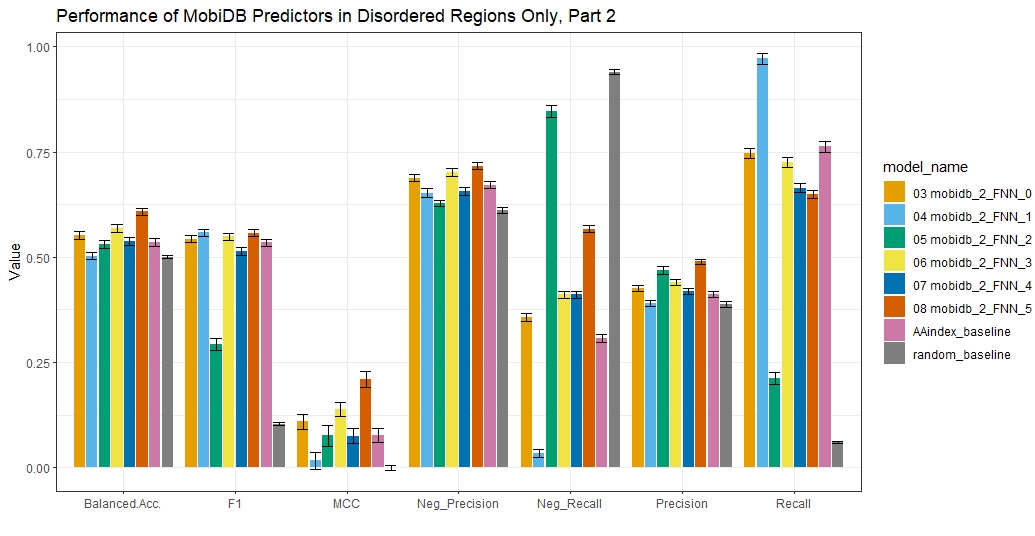 Performance of MobiDB Predictors in Disordered Regions Only, Part 2
1.00
0.75
0.50
0.25
0.00
Value
Balanced.Acc.
F1
MCC
Neg_Precision
Neg_Recall
Precision
Recall
model_name
03 mobidb_2_FNN_0
04 mobidb_2_FNN_1
05 mobidb_2_FNN_2
06 mobidb_2_FNN_3
07 mobidb_2_FNN_4
08 mobidb_2_FNN_5
AAindex_baseline
random_baseline